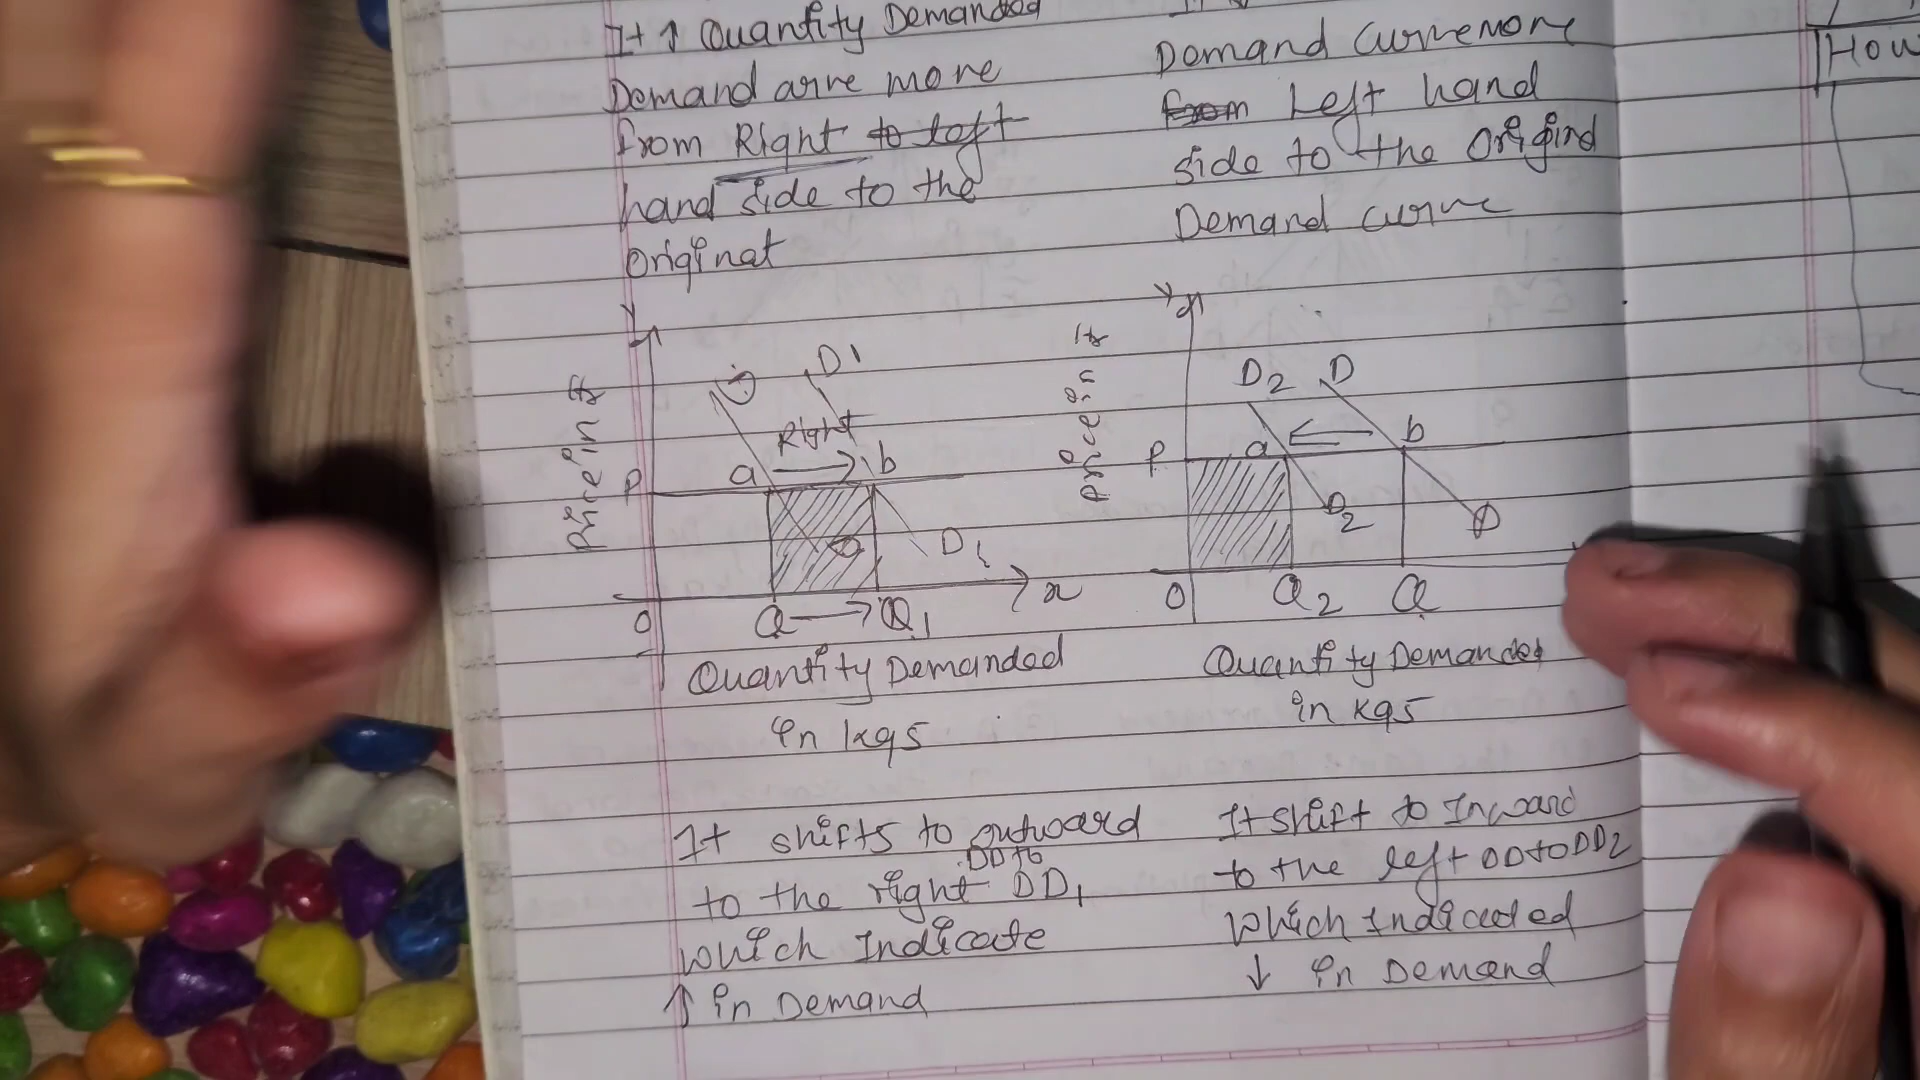 It ↑ Quantity Demanded
Demand curve more
from Right to left
hand side to the
Original
Demand curve more
from Left hand
side to the Original
Demand curve
How
y
Price in
D1
Right
a b
P
D1
O Q → Q1 x
Quantity Demanded
in kgs
y
Price in
D2 D
a b
P
D2 D
O Q2 Q
Quantity Demanded
in kgs
It shifts to outward
DD to
to the right DD1
which Indicate
↑ in Demand
It shift to Inward
to the left DD to DD2
which Indicated
↓ in Demand